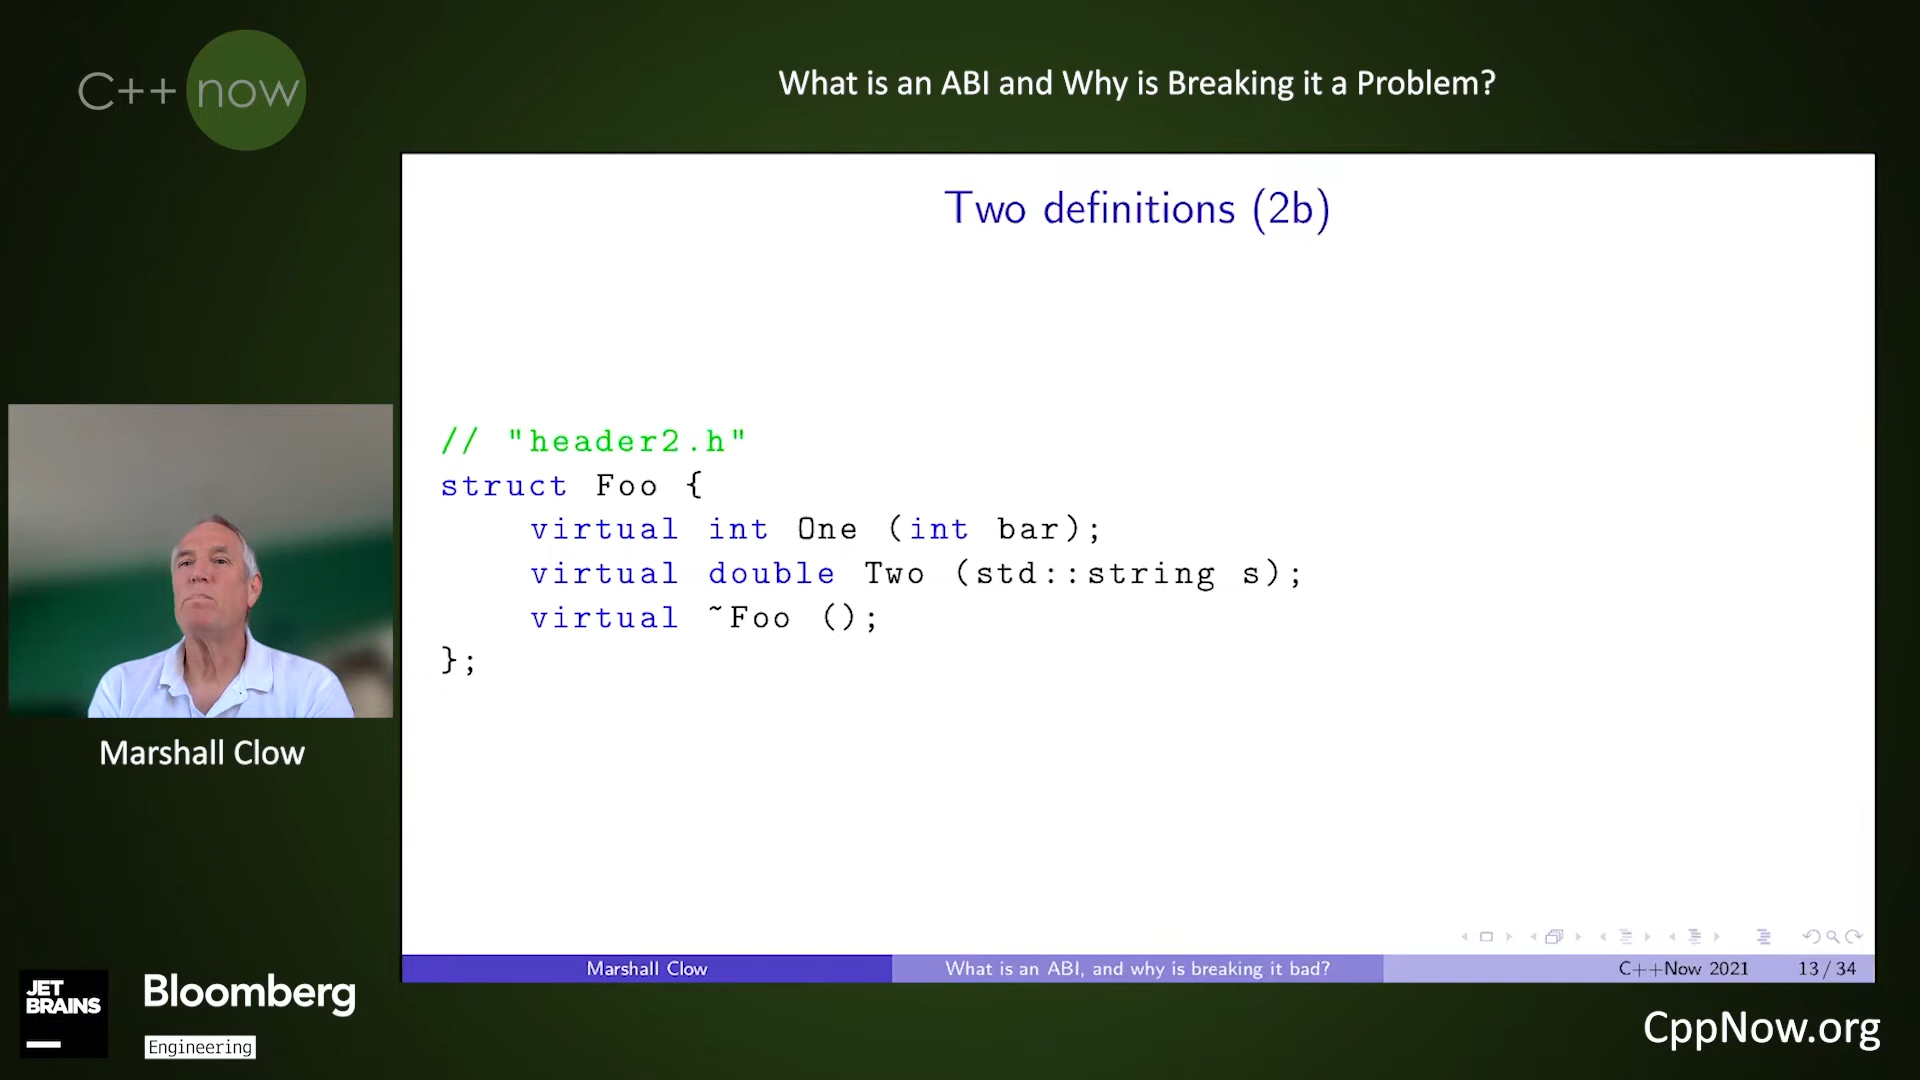 C++ now
What is an ABI and Why is Breaking it a Problem?
Two definitions (2b)
// "header2.h"
struct Foo {
virtual int One (int bar);
virtual double Two (std::string s);
virtual ~Foo ();
};
Marshall Clow
Marshall Clow
What is an ABI, and why is breaking it bad?
C++Now 2021
13 / 34
JET
BRAINS
Bloomberg
Engineering
CppNow.org